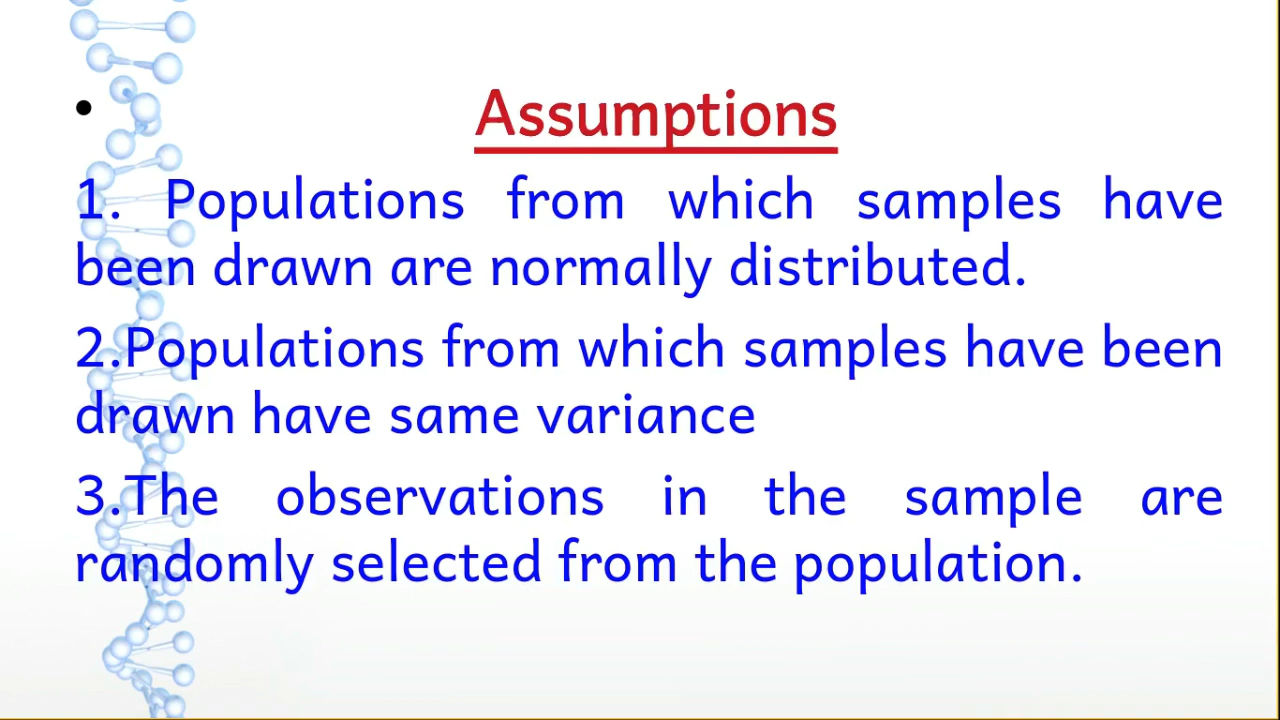 • Assumptions
1. Populations from which samples have
been drawn are normally distributed.
2.Populations from which samples have been
drawn have same variance
3.The observations in the sample are
randomly selected from the population.